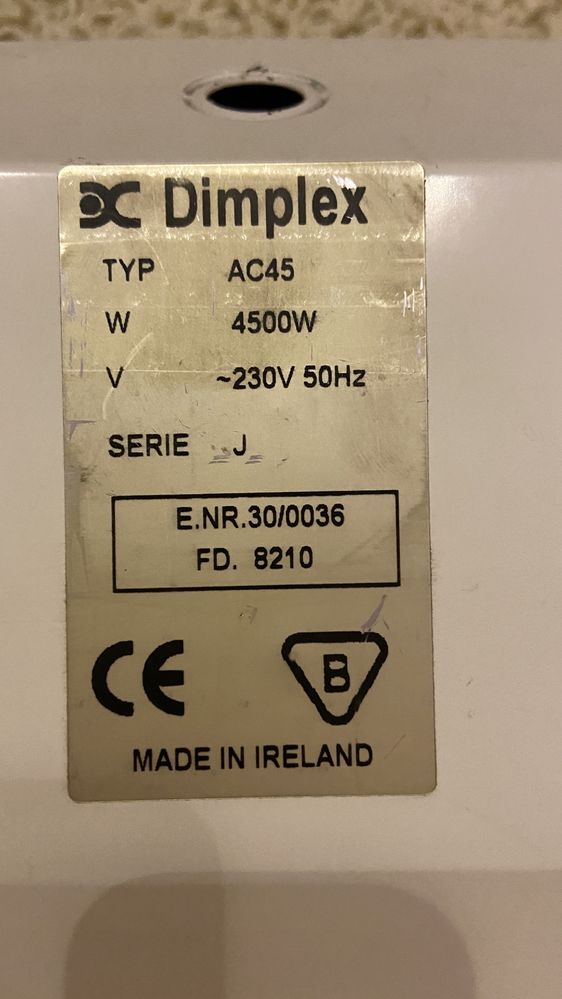 Dimplex
TYP AC45
W 4500W
V ~230V 50Hz
SERIE J
E.NR.30/0036
FD. 8210
CE
B
MADE IN IRELAND